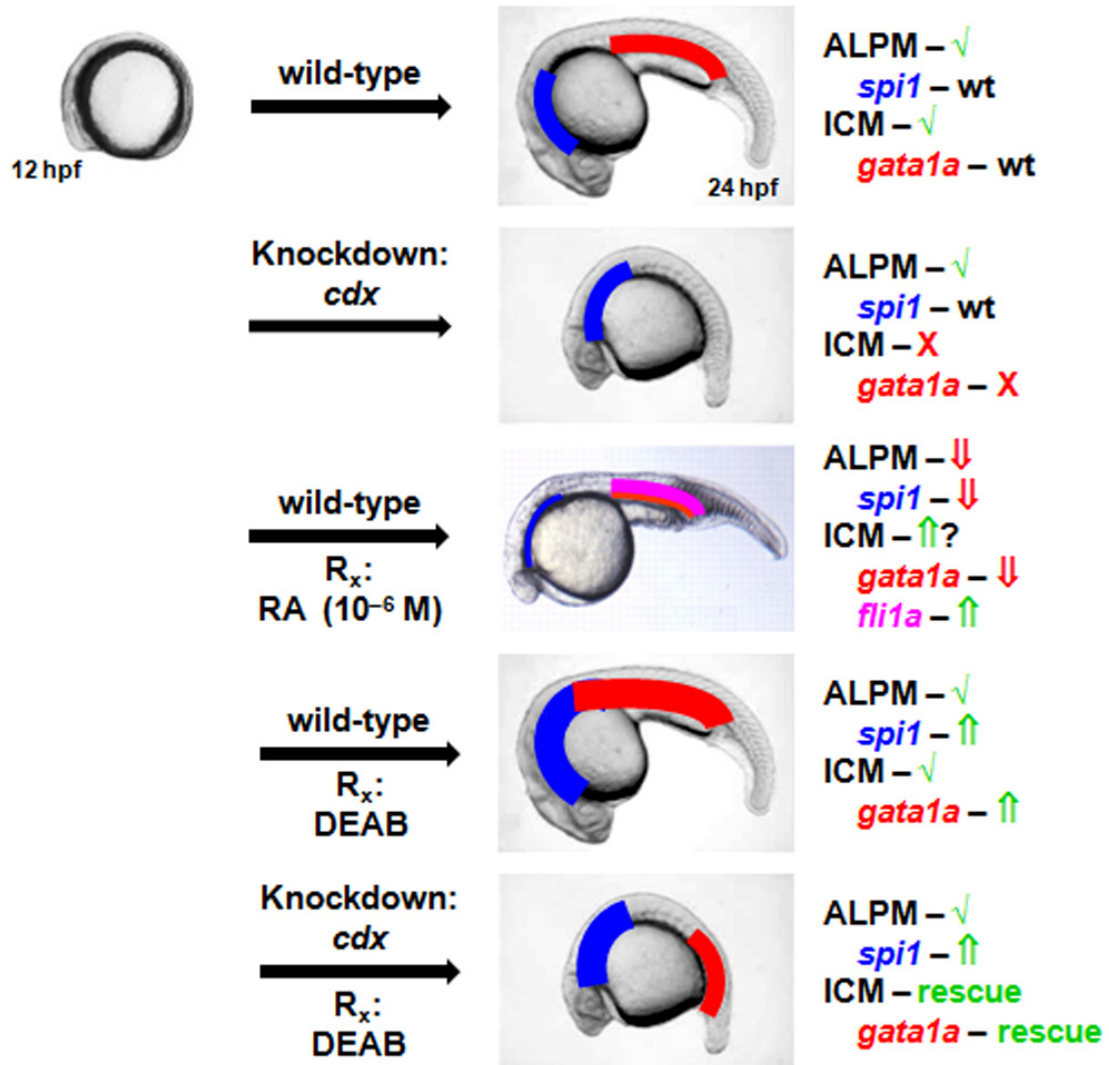 12 hpf
wild-type
24 hpf
ALPM – √
spi1 – wt
ICM – √
gata1a – wt
Knockdown:
cdx
ALPM – √
spi1 – wt
ICM – X
gata1a – X
wild-type
Rₓ:
RA (10⁻⁶ M)
ALPM – ⇓
spi1 – ⇓
ICM – ⇑?
gata1a – ⇓
fli1a – ⇑
wild-type
Rₓ:
DEAB
ALPM – √
spi1 – ⇑
ICM – √
gata1a – ⇑
Knockdown:
cdx
Rₓ:
DEAB
ALPM – √
spi1 – ⇑
ICM – rescue
gata1a – rescue